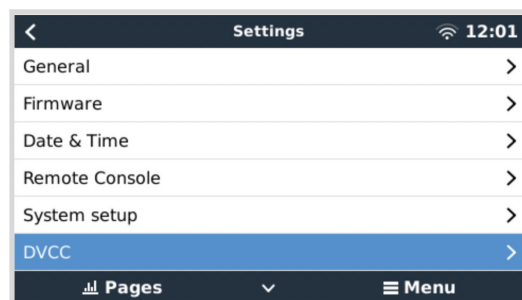 Settings 12:01
General
Firmware
Date & Time
Remote Console
System setup
DVCC
Pages Menu